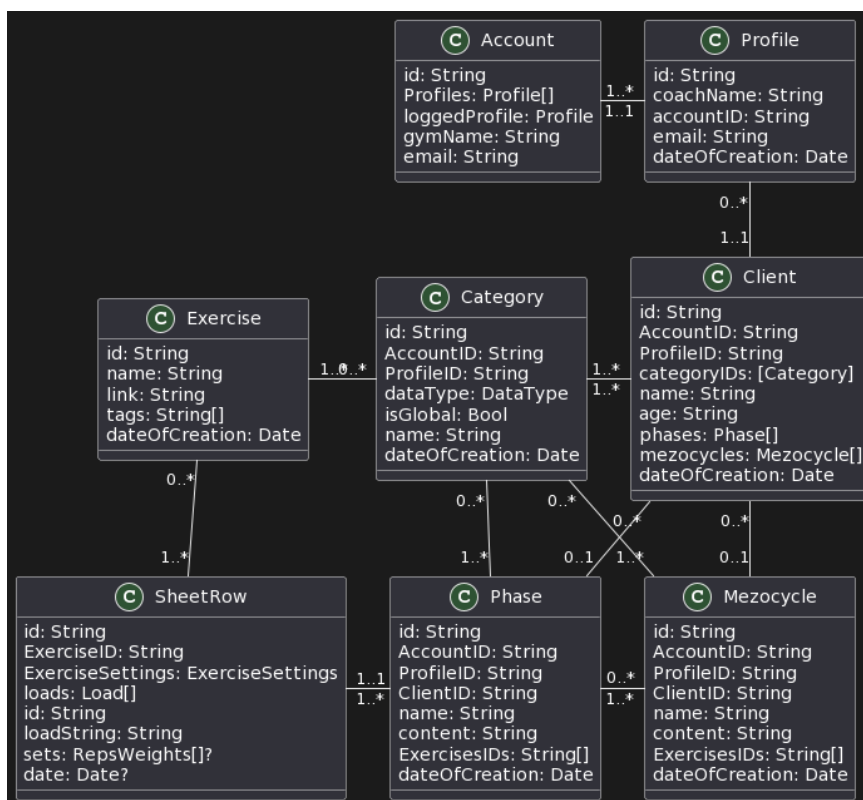 C Account
id: String
Profiles: Profile[]
loggedProfile: Profile
gymName: String
email: String
1..*
1..1
C Profile
id: String
coachName: String
accountID: String
email: String
dateOfCreation: Date
0..*
1..1
C Exercise
id: String
name: String
link: String
tags: String[]
dateOfCreation: Date
0..*
C Category
id: String
AccountID: String
ProfileID: String
dataType: DataType
isGlobal: Bool
name: String
dateOfCreation: Date
1..*
1..*
C Client
id: String
AccountID: String
ProfileID: String
categoryIDs: [Category]
name: String
age: String
phases: Phase[]
mezocycles: Mezocycle[]
dateOfCreation: Date
0..*
1..*
0..*
1..*
0..*
1..*
0..*
0..1
0..*
0..1
C SheetRow
id: String
ExerciseID: String
ExerciseSettings: ExerciseSettings
loads: Load[]
id: String
loadString: String
sets: RepsWeights[]?
date: Date?
1..1
1..*
C Phase
id: String
AccountID: String
ProfileID: String
ClientID: String
name: String
content: String
ExercisesIDs: String[]
dateOfCreation: Date
0..*
1..*
C Mezocycle
id: String
AccountID: String
ProfileID: String
ClientID: String
name: String
content: String
ExercisesIDs: String[]
dateOfCreation: Date